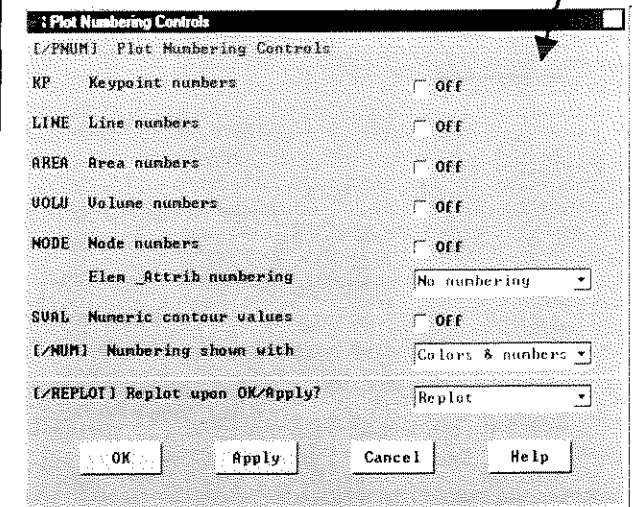 Plot Numbering Controls
[/PNUM] Plot Numbering Controls
KP Keypoint numbers Off
LINE Line numbers Off
AREA Area numbers Off
VOLU Volume numbers Off
NODE Node numbers Off
Elem _Attrib numbering No numbering
SVAL Numeric contour values Off
[/NUM] Numbering shown with Colors & numbers
[/REPLOT] Replot upon OK/Apply? Replot
OK Apply Cancel Help